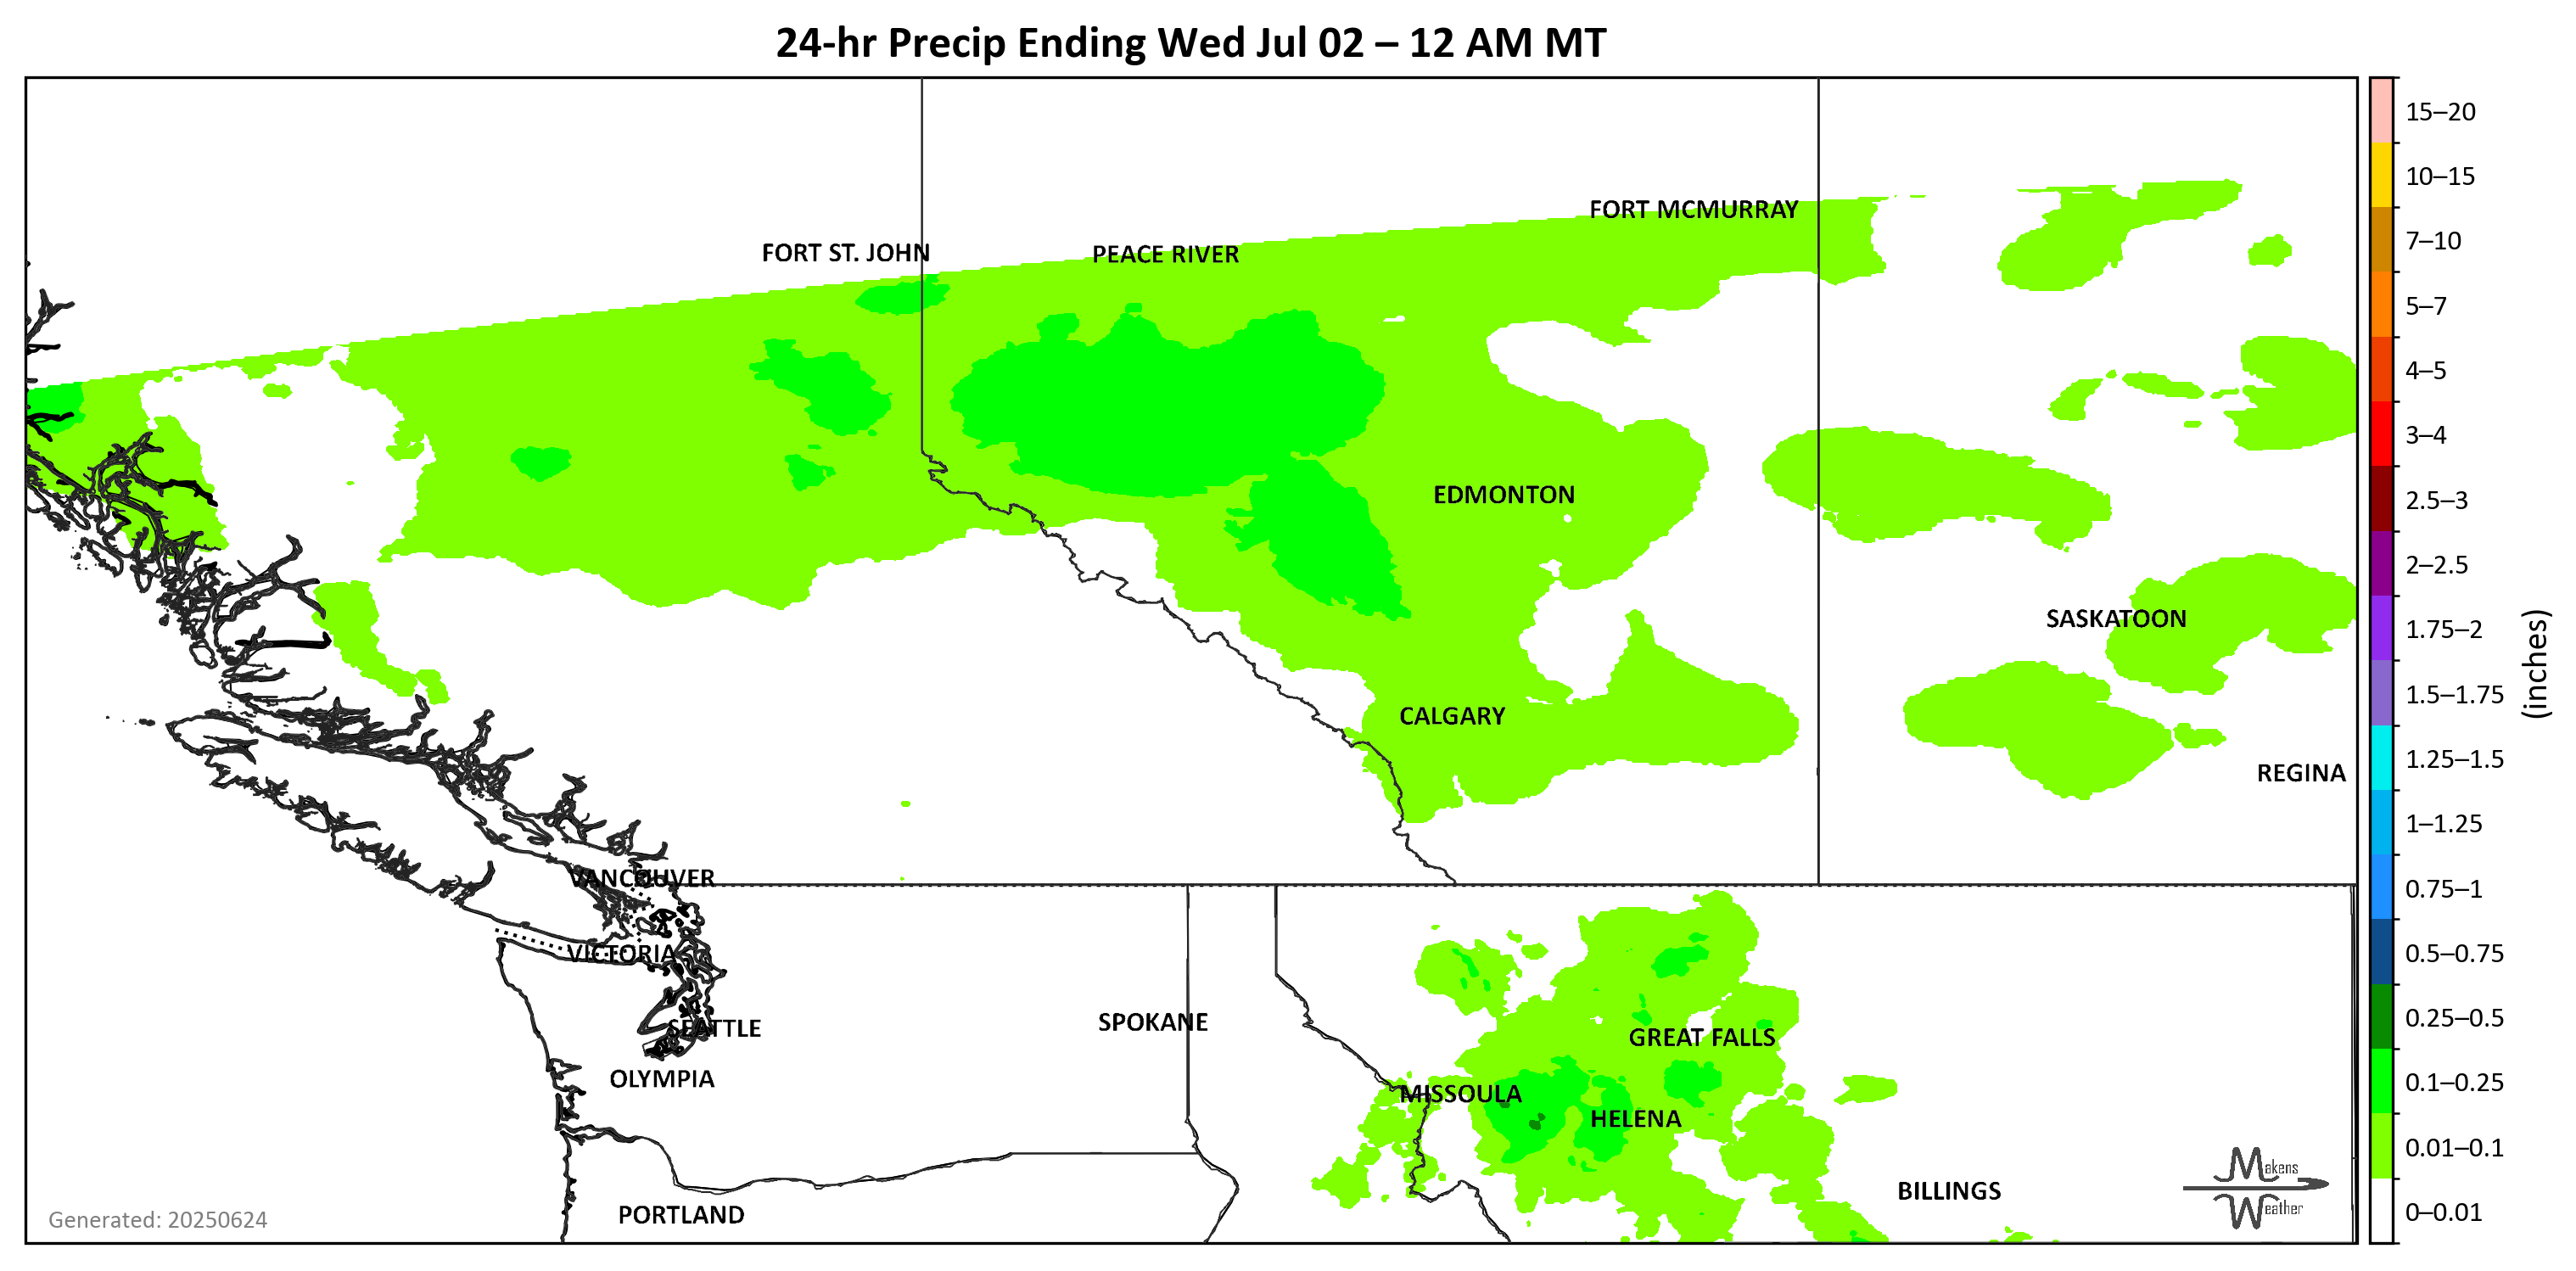 24-hr Precip Ending Wed Jul 02 – 12 AM MT
FORT MCMURRAY
FORT ST. JOHN
PEACE RIVER
EDMONTON
SASKATOON
CALGARY
REGINA
VANCOUVER
VICTORIA
SPOKANE
SEATTLE
GREAT FALLS
OLYMPIA
MISSOULA
HELENA
BILLINGS
PORTLAND
Generated: 20250624
Makens
Weather
15–20
10–15
7–10
5–7
4–5
3–4
2.5–3
2–2.5
1.75–2
1.5–1.75
1.25–1.5
1–1.25
0.75–1
0.5–0.75
0.25–0.5
0.1–0.25
0.01–0.1
0–0.01
(inches)